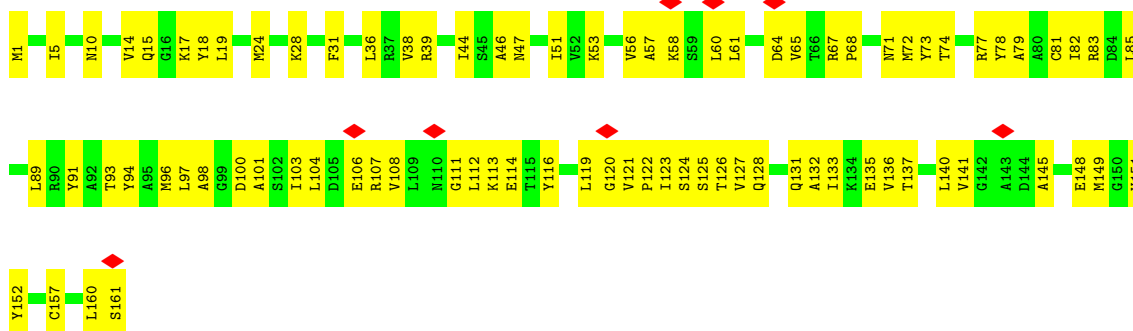 M1 I5 N10 V14 Q15 G16 K17 Y18 L19 M24 K28 F31 L36 R37 V38 R39 I44 S45 A46 N47 I51 V52 K53 V56 A57 K58 S59 L60 L61 D64 V65 T66 R67 P68 N71 M72 Y73 T74 R77 Y78 A79 A80 C81 I82 R83 D84 L85
L89 R90 Y91 A92 T93 Y94 A95 M96 L97 A98 G99 D100 A101 S102 I103 L104 D105 E106 R107 V108 L109 N110 G111 L112 K113 E114 T115 Y116 L119 G120 V121 P122 I123 S124 S125 T126 V127 Q128 Q131 A132 I133 K134 E135 V136 T137 L140 V141 G142 A143 D144 A145 E148 M149 G150
Y152 C157 L160 S161